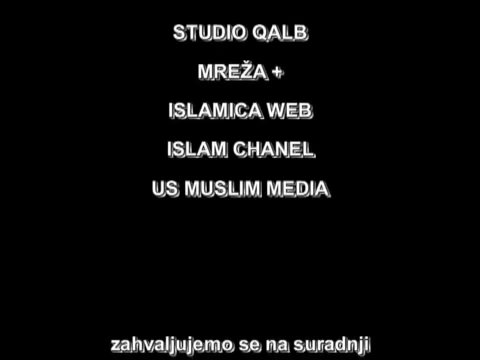 STUDIO QALB
MREŽA +
ISLAMICA WEB
ISLAM CHANEL
US MUSLIM MEDIA
zahvaljujemo se na suradnji